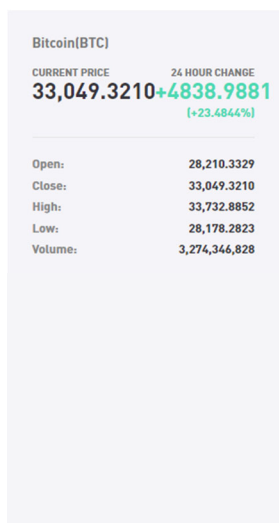 Bitcoin(BTC)
CURRENT PRICE 24 HOUR CHANGE
33,049.3210+4838.9881
(+23.4844%)
Open: 28,210.3329
Close: 33,049.3210
High: 33,732.8852
Low: 28,178.2823
Volume: 3,274,346,828